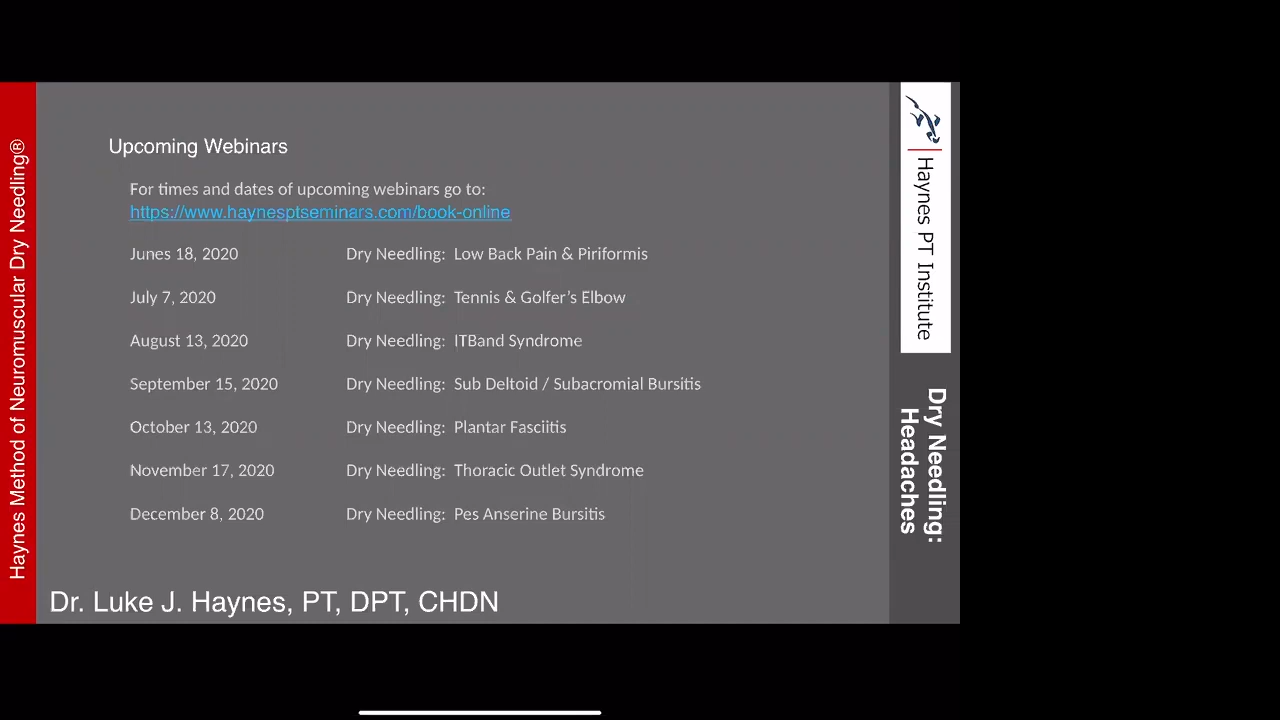 Haynes Method of Neuromuscular Dry Needling®
Upcoming Webinars
For times and dates of upcoming webinars go to:
https://www.haynesptseminars.com/book-online
Junes 18, 2020 Dry Needling: Low Back Pain & Piriformis
July 7, 2020 Dry Needling: Tennis & Golfer’s Elbow
August 13, 2020 Dry Needling: ITBand Syndrome
September 15, 2020 Dry Needling: Sub Deltoid / Subacromial Bursitis
October 13, 2020 Dry Needling: Plantar Fasciitis
November 17, 2020 Dry Needling: Thoracic Outlet Syndrome
December 8, 2020 Dry Needling: Pes Anserine Bursitis
Dr. Luke J. Haynes, PT, DPT, CHDN
Haynes PT Institute
Dry Needling:
Headaches